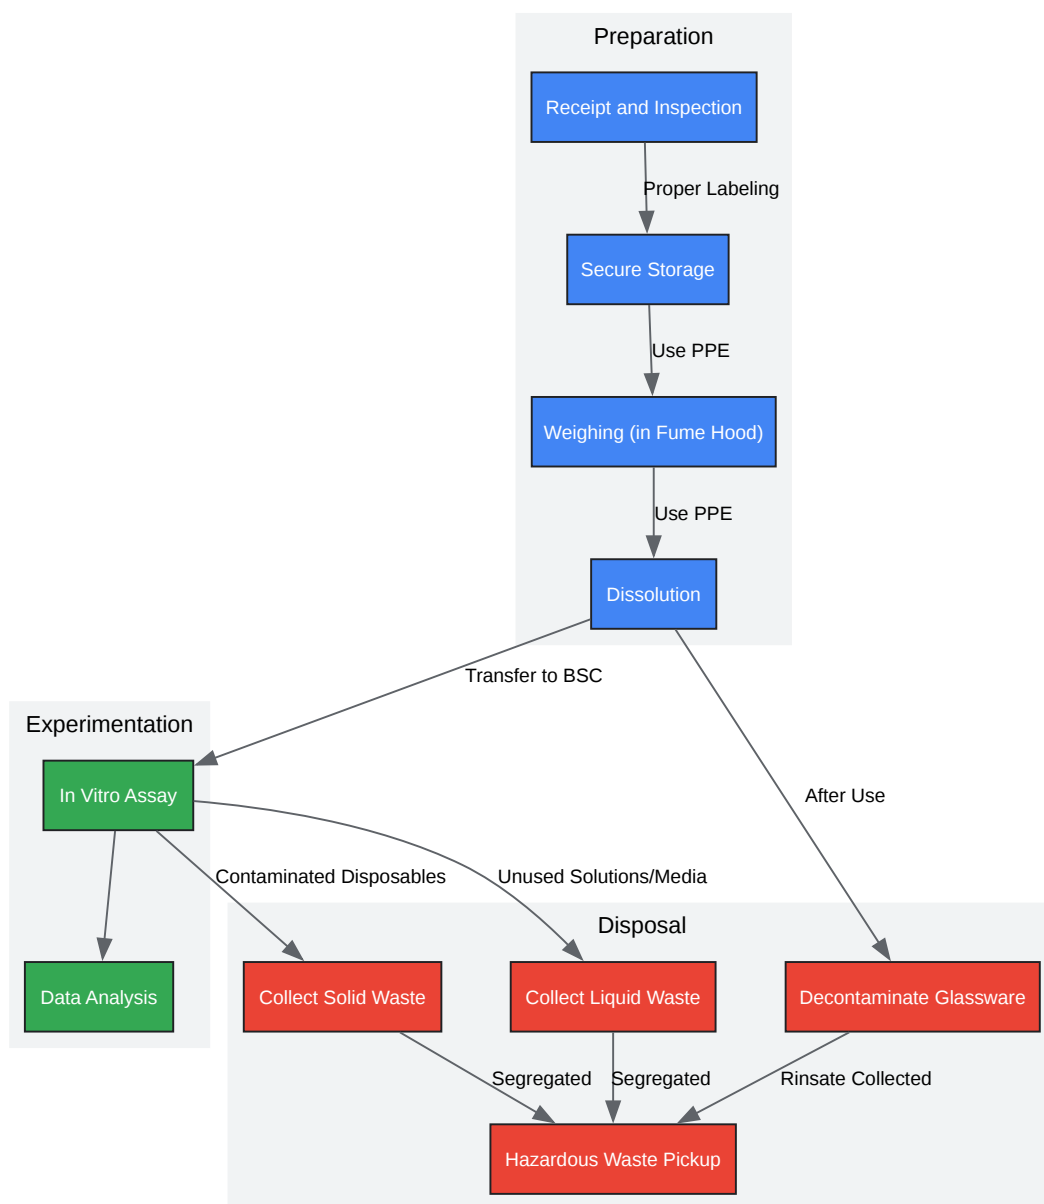 Preparation
Receipt and Inspection
Proper Labeling
Secure Storage
Use PPE
Weighing (in Fume Hood)
Use PPE
Dissolution
Transfer to BSC
Experimentation
In Vitro Assay
After Use
Contaminated Disposables
Unused Solutions/Media
Disposal
Data Analysis
Collect Solid Waste
Collect Liquid Waste
Decontaminate Glassware
Segregated
Segregated
Rinsate Collected
Hazardous Waste Pickup